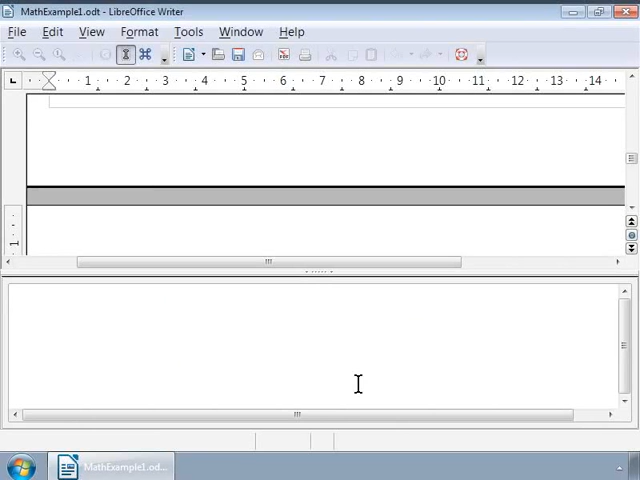 MathExample1.odt - LibreOffice Writer
File Edit View Format Tools Window Help
1 2 3 4 5 6 7 8 9 10 11 12 13 14
1
MathExample1.od...